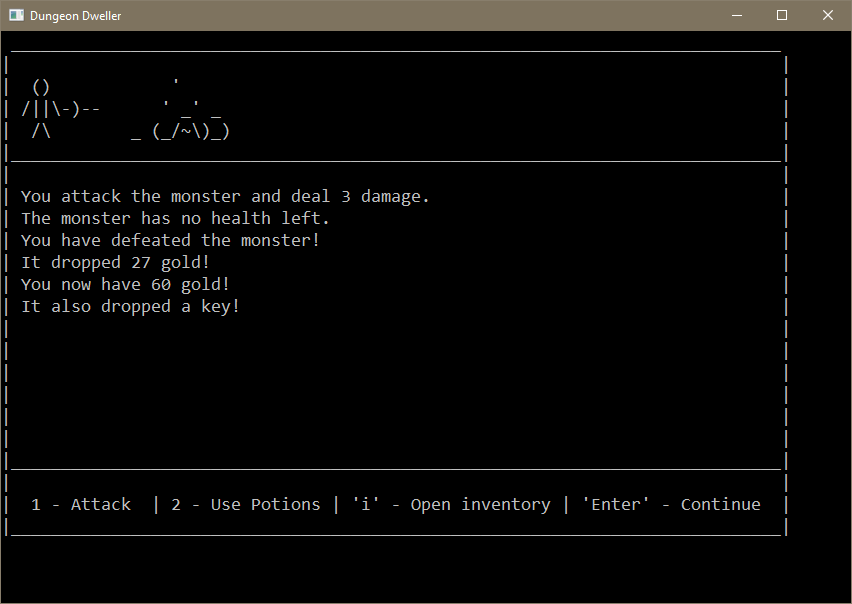 Dungeon Dweller
()             '
/||\-)--      ' _' _
/\        _ (_/~\)_)
You attack the monster and deal 3 damage.
The monster has no health left.
You have defeated the monster!
It dropped 27 gold!
You now have 60 gold!
It also dropped a key!
1 - Attack  | 2 - Use Potions | 'i' - Open inventory | 'Enter' - Continue